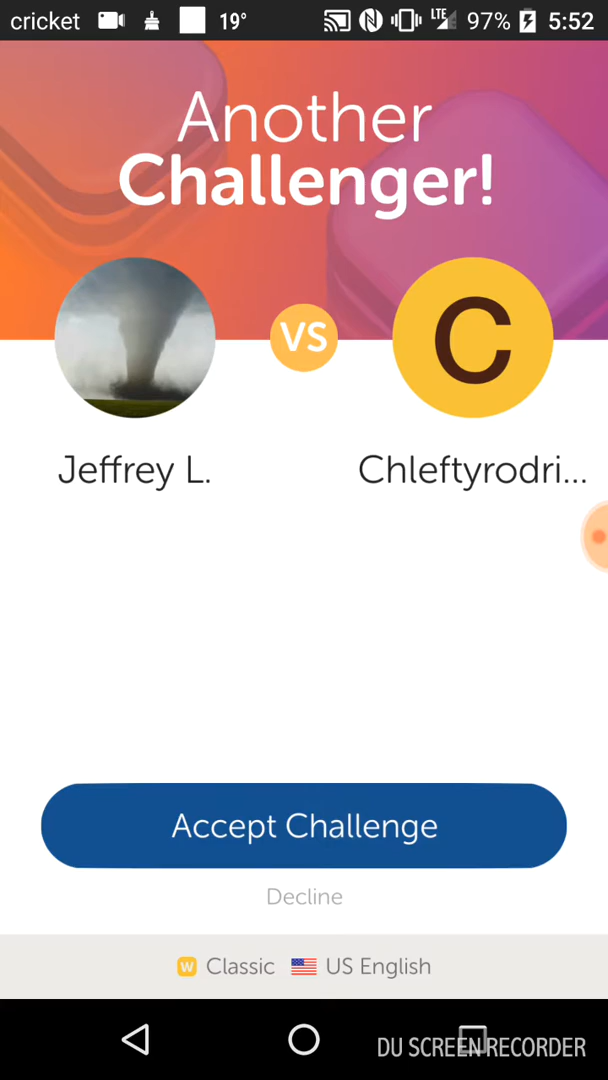 cricket 19° LTE 97% 5:52
Another
Challenger!
VS
C
Jeffrey L.
Chleftyrodri...
Accept Challenge
Decline
W Classic US English
DU SCREEN RECORDER